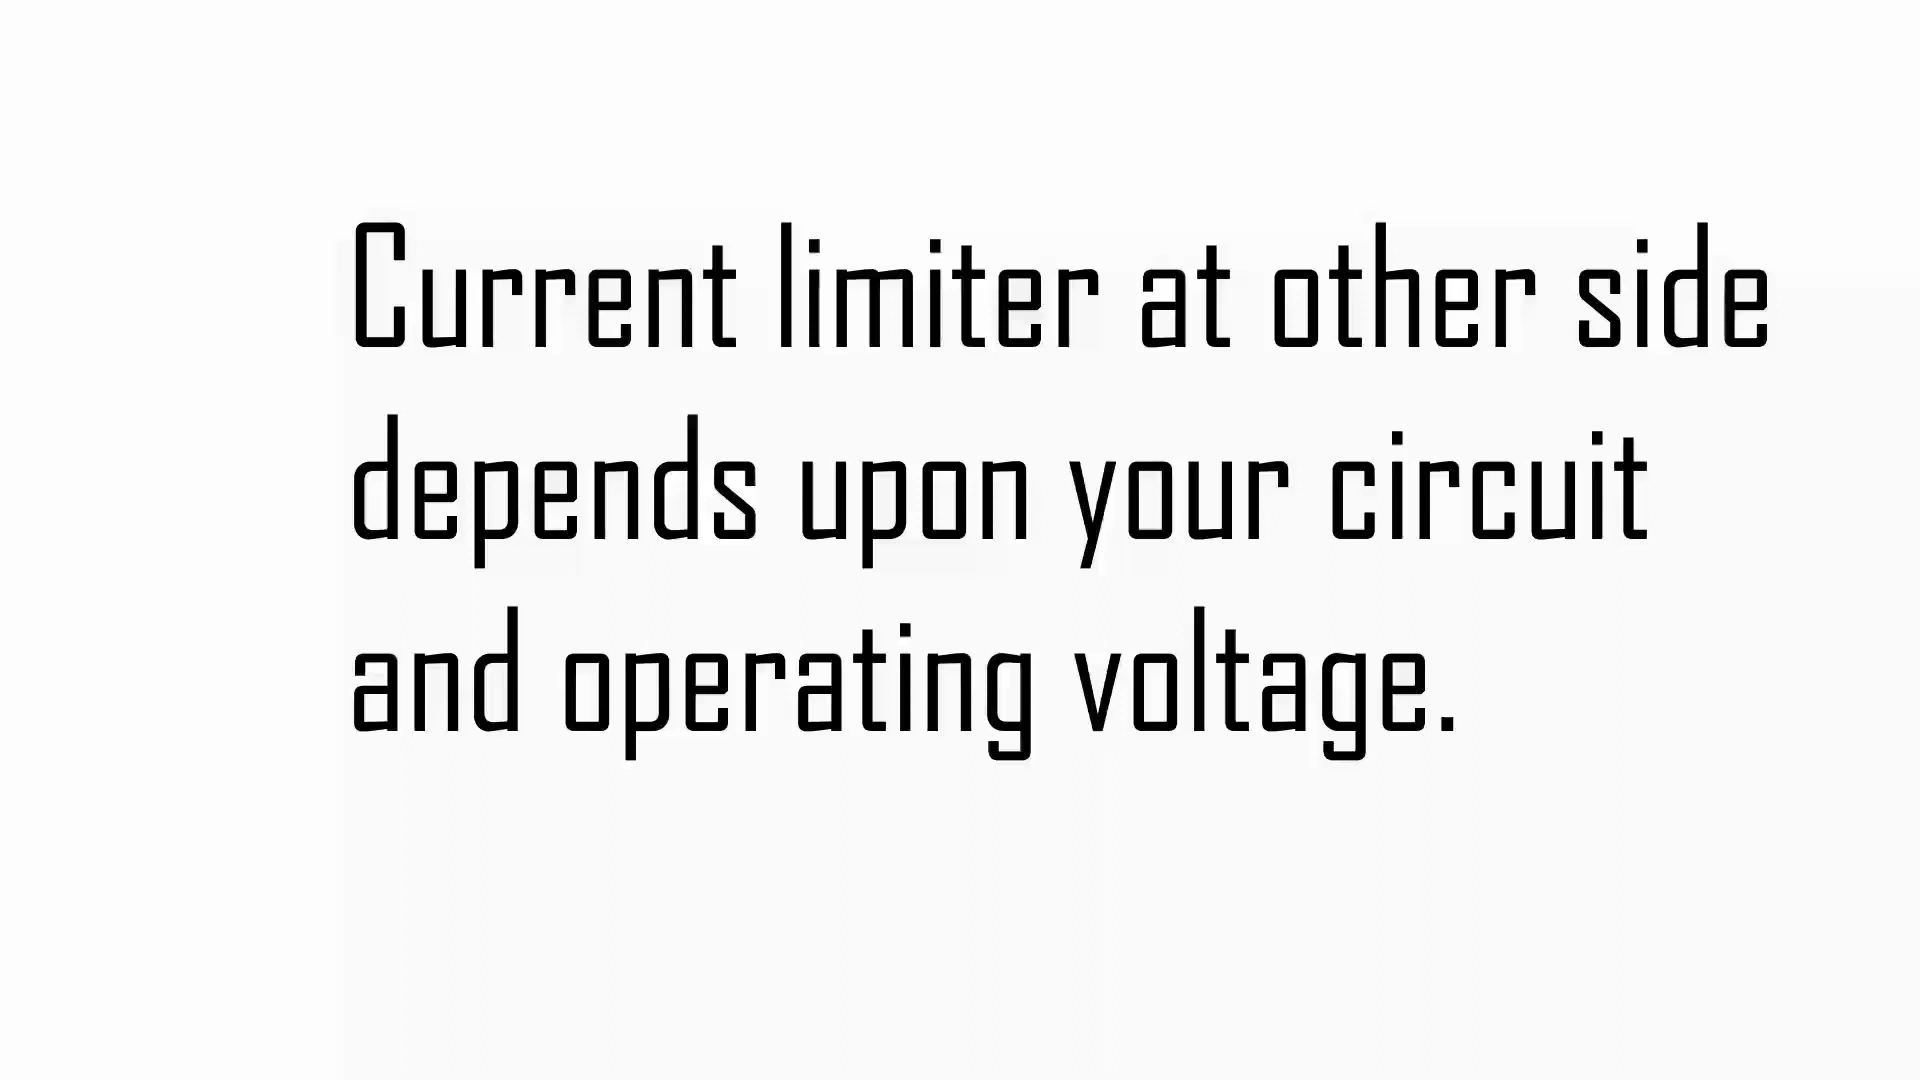 Current limiter at other side
depends upon your circuit
and operating voltage.